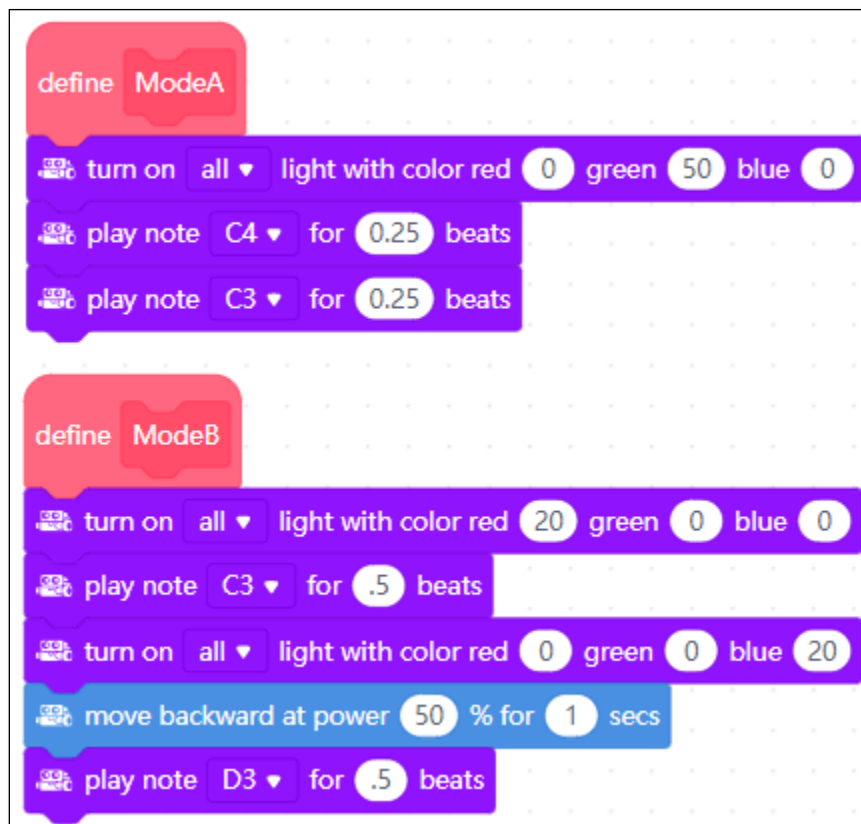 define ModeA
turn on all light with color red 0 green 50 blue 0
play note C4 for 0.25 beats
play note C3 for 0.25 beats
define ModeB
turn on all light with color red 20 green 0 blue 0
play note C3 for .5 beats
turn on all light with color red 0 green 0 blue 20
move backward at power 50 % for 1 secs
play note D3 for .5 beats